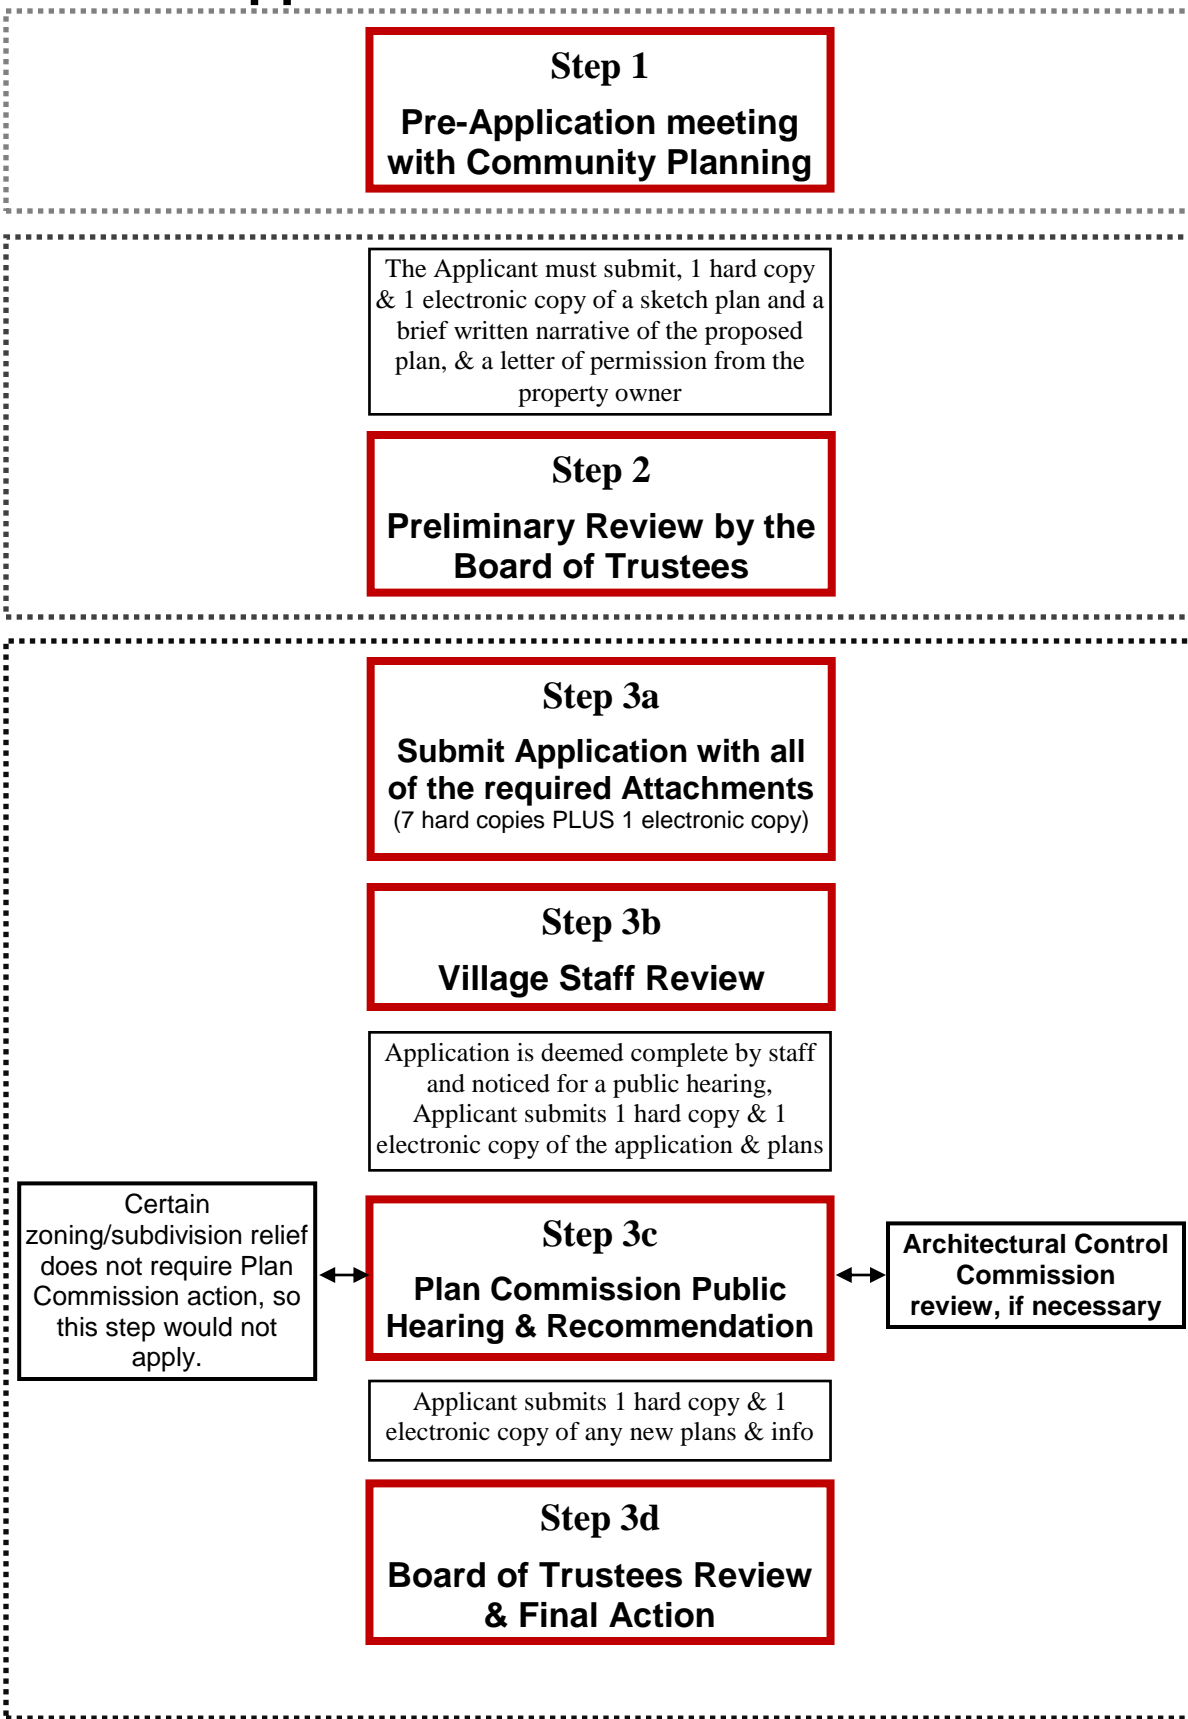 Step 1
Pre-Application meeting
with Community Planning
The Applicant must submit, 1 hard copy
& 1 electronic copy of a sketch plan and a
brief written narrative of the proposed
plan, & a letter of permission from the
property owner
Step 2
Preliminary Review by the
Board of Trustees
Step 3a
Submit Application with all
of the required Attachments
(7 hard copies PLUS 1 electronic copy)
Step 3b
Village Staff Review
Application is deemed complete by staff
and noticed for a public hearing,
Applicant submits 1 hard copy & 1
electronic copy of the application & plans
Certain
zoning/subdivision relief
does not require Plan
Commission action, so
this step would not
apply.
Step 3c
Plan Commission Public
Hearing & Recommendation
Architectural Control
Commission
review, if necessary
Applicant submits 1 hard copy & 1
electronic copy of any new plans & info
Step 3d
Board of Trustees Review
& Final Action